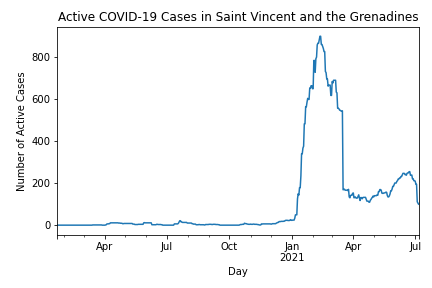 Active COVID-19 Cases in Saint Vincent and the Grenadines
Number of Active Cases
800
600
400
200
0
Apr Jul Oct Jan Apr Jul
2021
Day